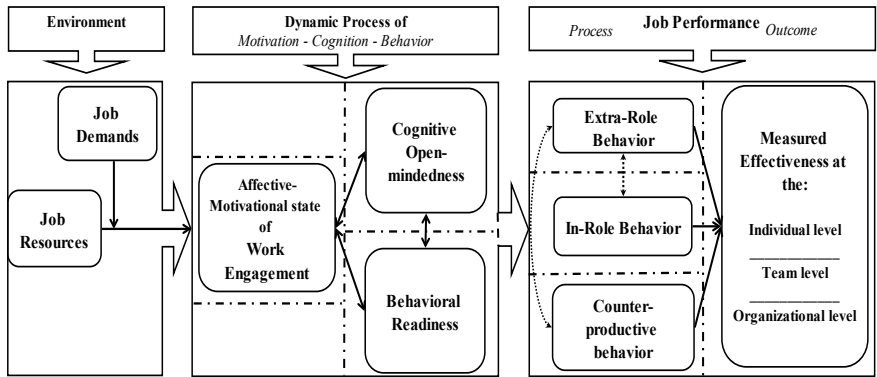 Environment
Dynamic Process of
Motivation - Cognition - Behavior
Process
Job Performance
Outcome
Job
Demands
Job
Resources
Affective-
Motivational state
of
Work
Engagement
Cognitive
Open-
mindedness
Behavioral
Readiness
Extra-Role
Behavior
In-Role Behavior
Counter-
productive
behavior
Measured
Effectiveness at
the:
Individual level
Team level
Organizational level